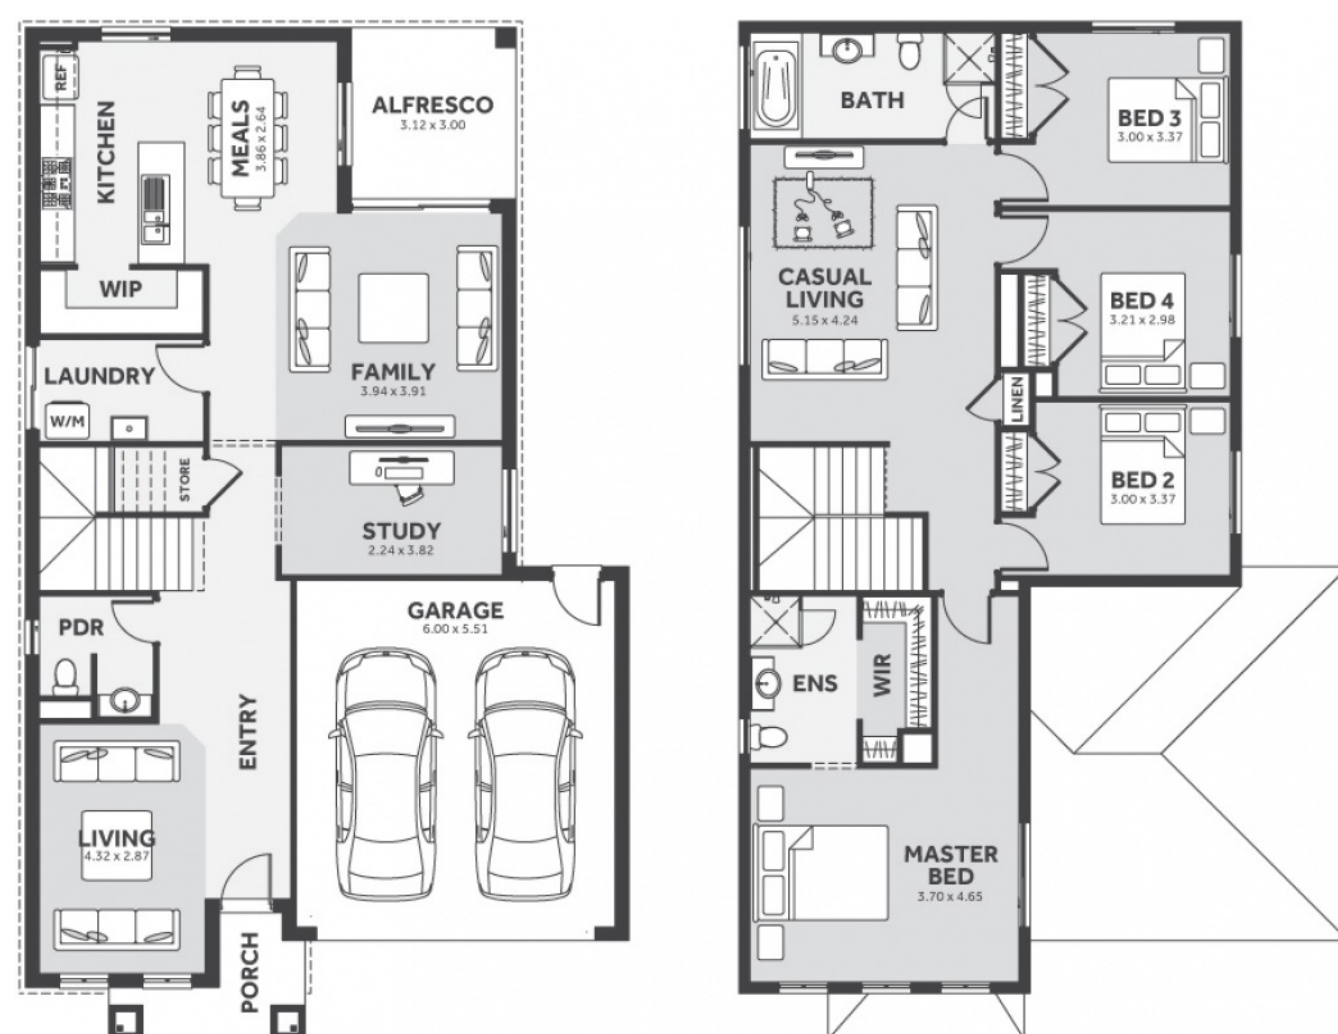 REF
KITCHEN
MEALS
3.86 x 2.64
ALFRESCO
3.12 x 3.00
WIP
LAUNDRY
W/M
FAMILY
3.94 x 3.91
STORE
STUDY
2.24 x 3.82
PDR
GARAGE
6.00 x 5.51
ENTRY
LIVING
4.32 x 2.87
PORCH
BATH
BED 3
3.00 x 3.37
CASUAL
LIVING
5.15 x 4.24
BED 4
3.21 x 2.98
LINEN
BED 2
3.00 x 3.37
ENS
WIR
MASTER
BED
3.70 x 4.65